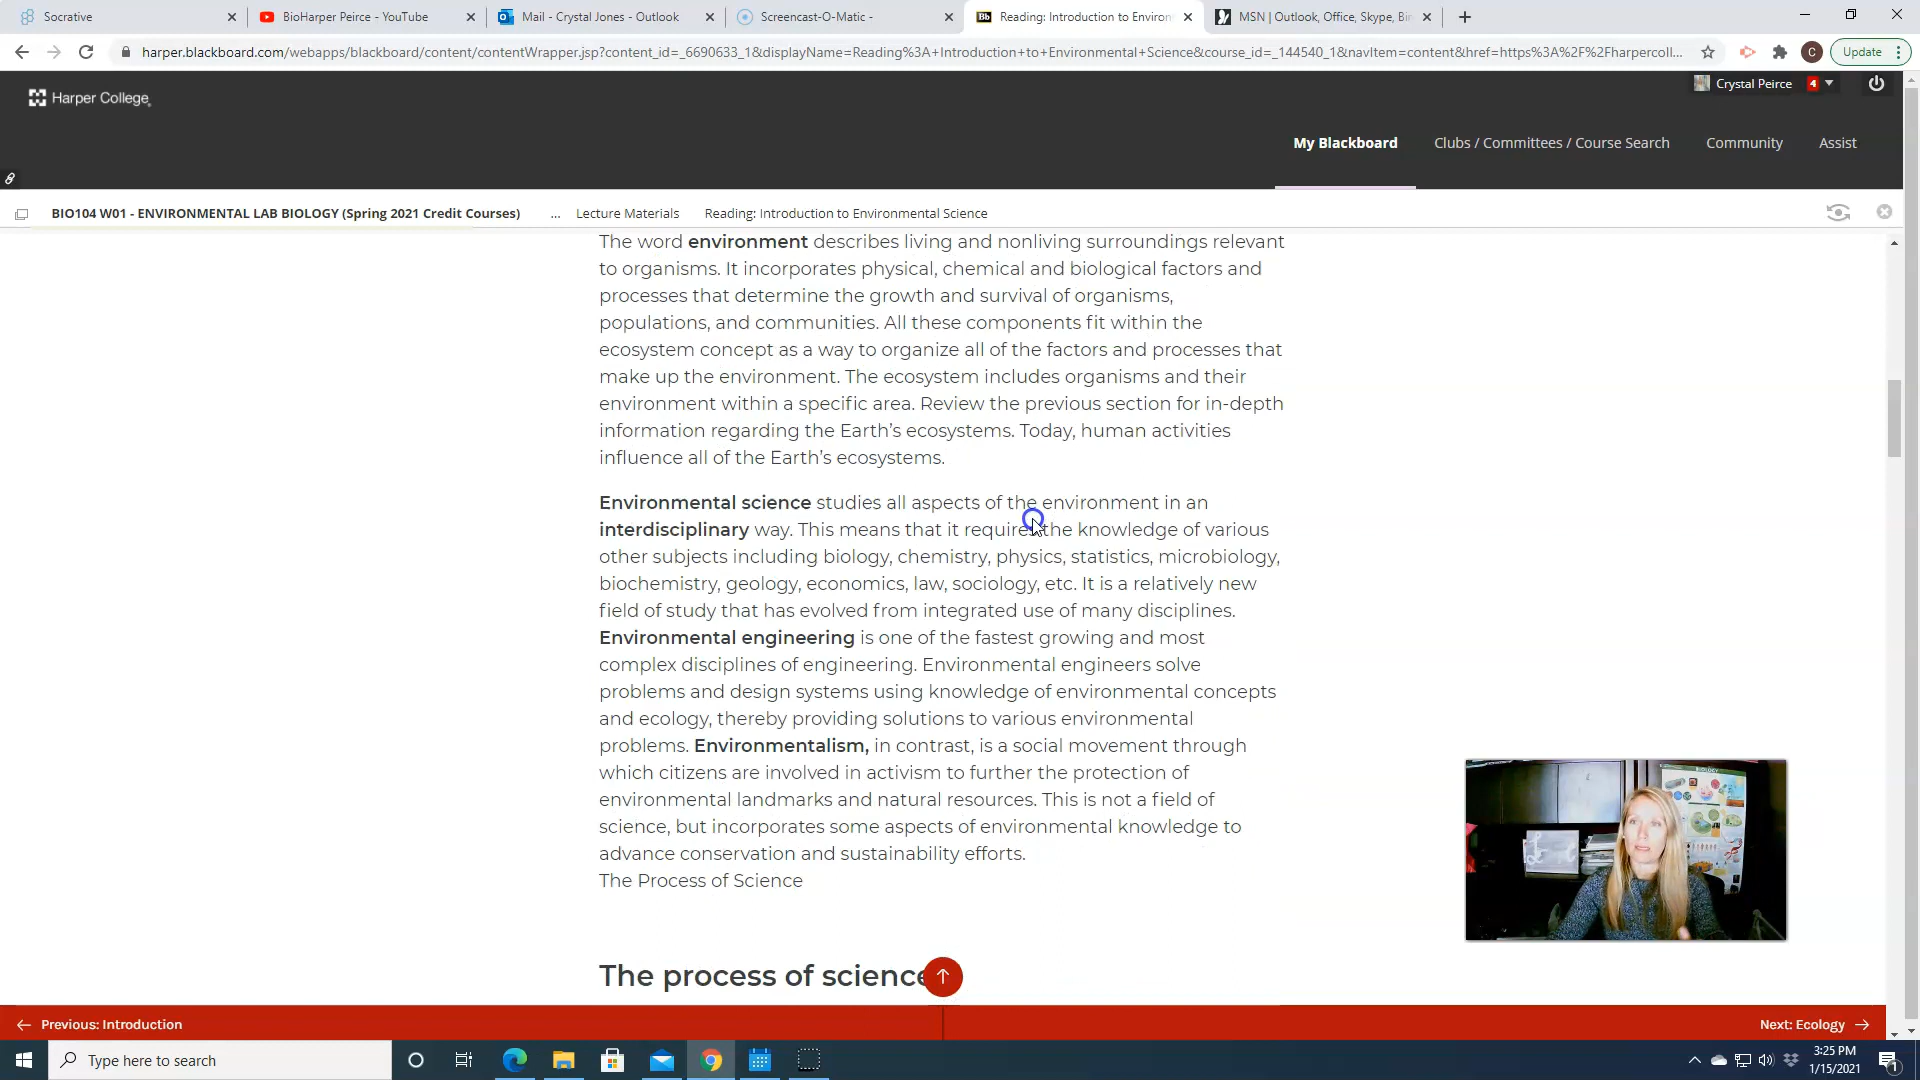 Socrative
BioHarper Peirce - YouTube
Mail - Crystal Jones - Outlook
Screencast-O-Matic -
Bb
Reading: Introduction to Environ
MSN | Outlook, Office, Skype, Bin
harper.blackboard.com/webapps/blackboard/content/contentWrapper.jsp?content_id=_6690633_1&displayName=Reading%3A+Introduction+to+Environmental+Science&course_id=_144540_1&navItem=content&href=https%3A%2F%2Fharpercoll...
C
Update
Harper College
Crystal Peirce
4
My Blackboard
Clubs / Committees / Course Search
Community
Assist
BIO104 W01 - ENVIRONMENTAL LAB BIOLOGY (Spring 2021 Credit Courses)
...
Lecture Materials
Reading: Introduction to Environmental Science
The word environment describes living and nonliving surroundings relevant
to organisms. It incorporates physical, chemical and biological factors and
processes that determine the growth and survival of organisms,
populations, and communities. All these components fit within the
ecosystem concept as a way to organize all of the factors and processes that
make up the environment. The ecosystem includes organisms and their
environment within a specific area. Review the previous section for in-depth
information regarding the Earth's ecosystems. Today, human activities
influence all of the Earth's ecosystems.
Environmental science studies all aspects of the environment in an
interdisciplinary way. This means that it requires the knowledge of various
other subjects including biology, chemistry, physics, statistics, microbiology,
biochemistry, geology, economics, law, sociology, etc. It is a relatively new
field of study that has evolved from integrated use of many disciplines.
Environmental engineering is one of the fastest growing and most
complex disciplines of engineering. Environmental engineers solve
problems and design systems using knowledge of environmental concepts
and ecology, thereby providing solutions to various environmental
problems. Environmentalism, in contrast, is a social movement through
which citizens are involved in activism to further the protection of
environmental landmarks and natural resources. This is not a field of
science, but incorporates some aspects of environmental knowledge to
advance conservation and sustainability efforts.
The Process of Science
BIOLOGY
The process of science
Previous: Introduction
Next: Ecology
Type here to search
3:25 PM
1/15/2021
1